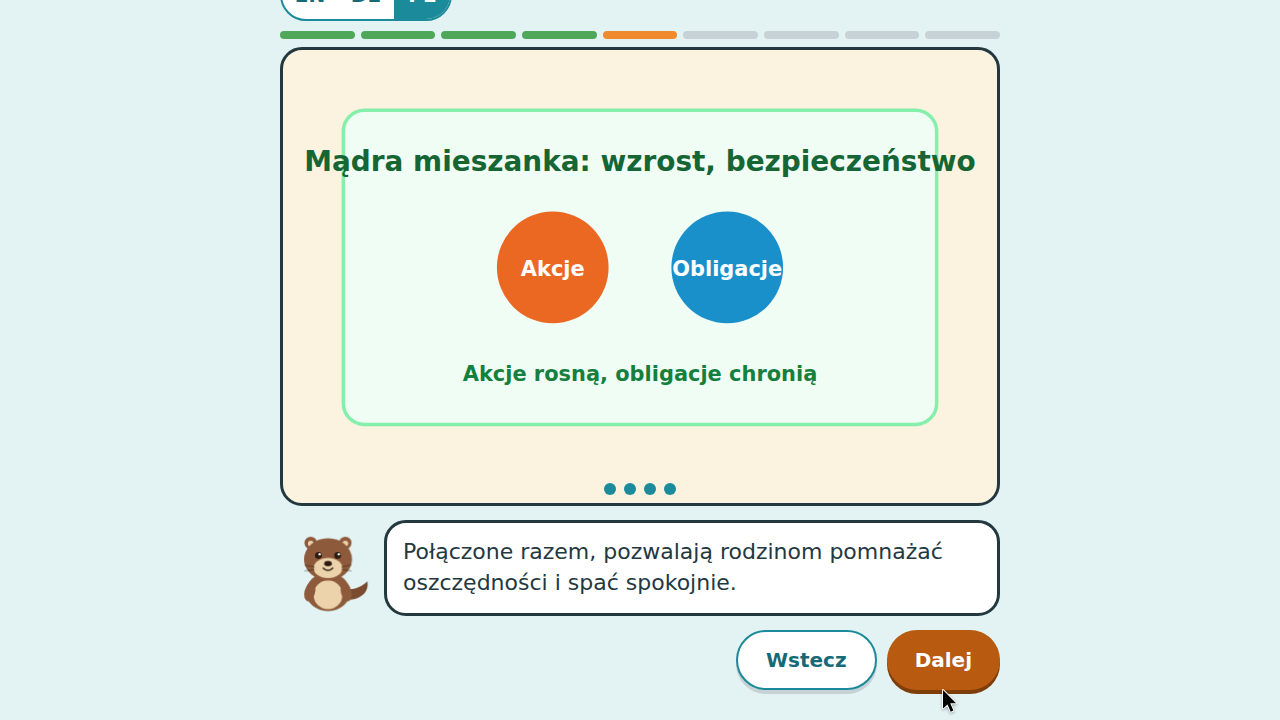 Mądra mieszanka: wzrost, bezpieczeństwo
Akcje
Obligacje
Akcje rosną, obligacje chronią
Połączone razem, pozwalają rodzinom pomnażać
oszczędności i spać spokojnie.
Wstecz
Dalej